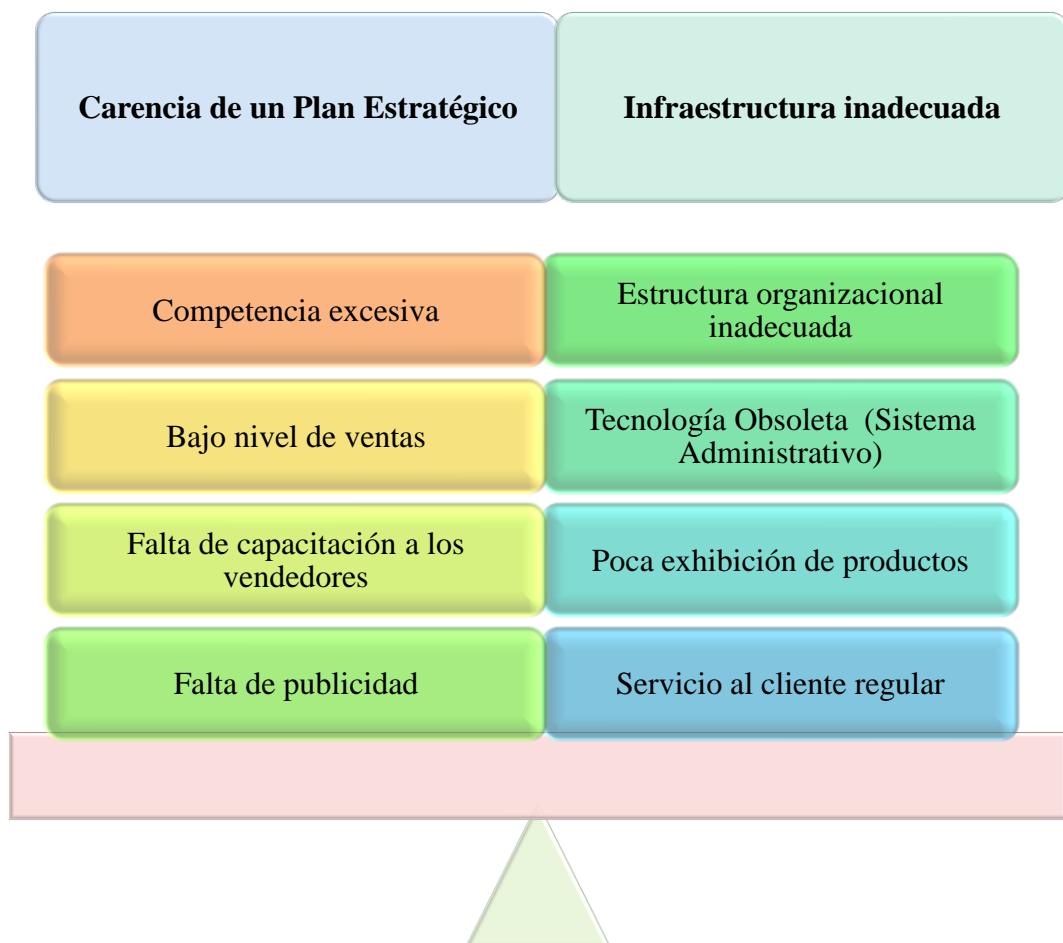 Carencia de un Plan Estratégico
Infraestructura inadecuada
Competencia excesiva
Estructura organizacional
inadecuada
Bajo nivel de ventas
Tecnología Obsoleta (Sistema
Administrativo)
Falta de capacitación a los
vendedores
Poca exhibición de productos
Falta de publicidad
Servicio al cliente regular